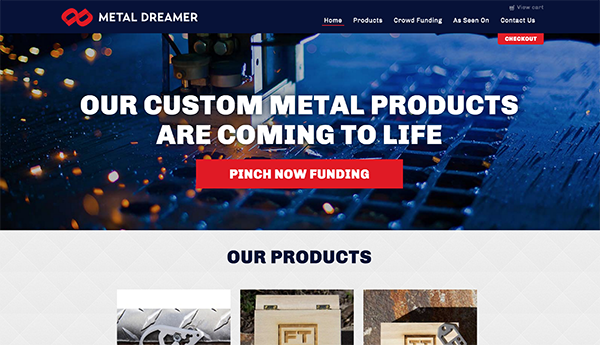 View cart
METAL DREAMER
Home Products Crowd Funding As Seen On Contact Us
CHECKOUT
OUR CUSTOM METAL PRODUCTS
ARE COMING TO LIFE
PINCH NOW FUNDING
OUR PRODUCTS
FT